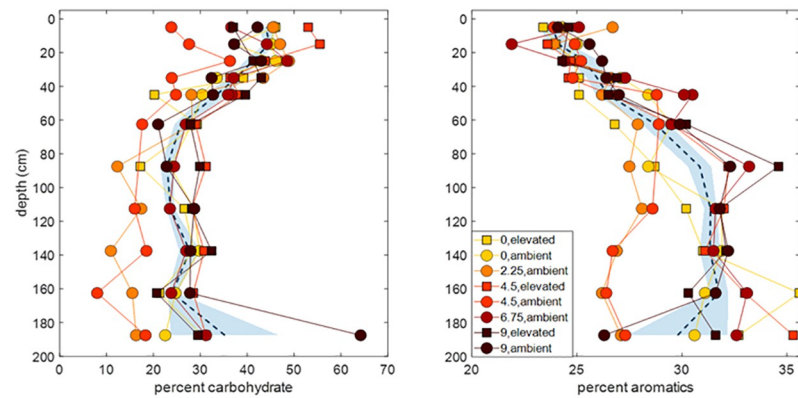 0
20
40
60
80
100
120
140
160
180
200
depth (cm)
0 10 20 30 40 50 60 70
percent carbohydrate
0
20
40
60
80
100
120
140
160
180
200
depth (cm)
0,elevated
0,ambient
2.25,ambient
4.5,elevated
4.5,ambient
6.75,ambient
9,elevated
9,ambient
20 25 30 35
percent aromatics